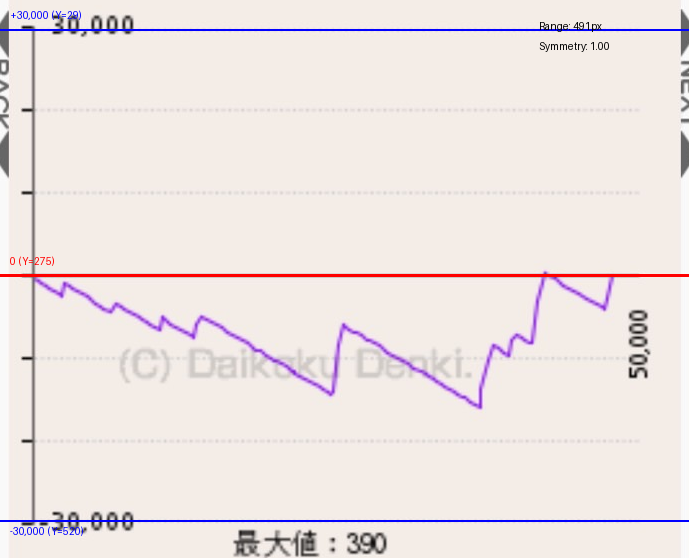 +30,000 (Y=29)
30,000
Range: 491px
Symmetry: 1.00
BACK
NEXT
0 (Y=275)
50,000
(C) Daikoku Denki.
-30,000
-30,000 (Y=520)
最大値：390